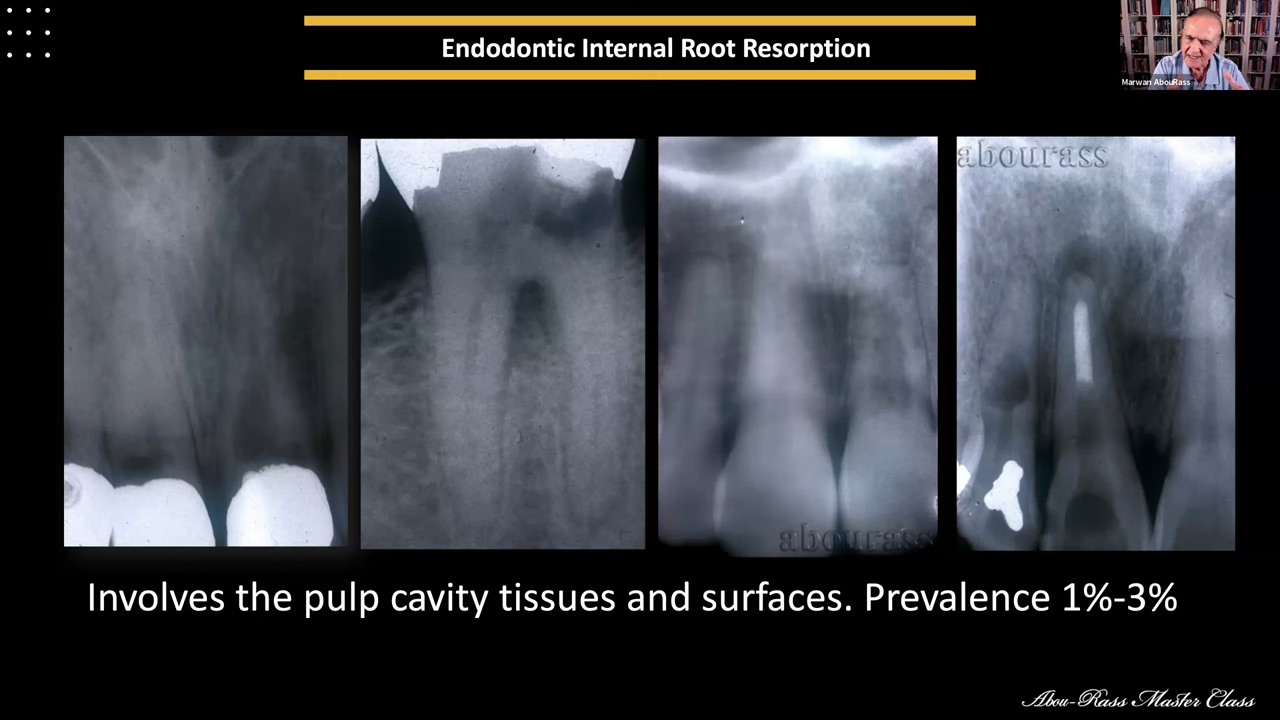 Endodontic Internal Root Resorption
Marwan AbouRass
abourass
abourass
Involves the pulp cavity tissues and surfaces. Prevalence 1%-3%
Abou-Rass Master Class